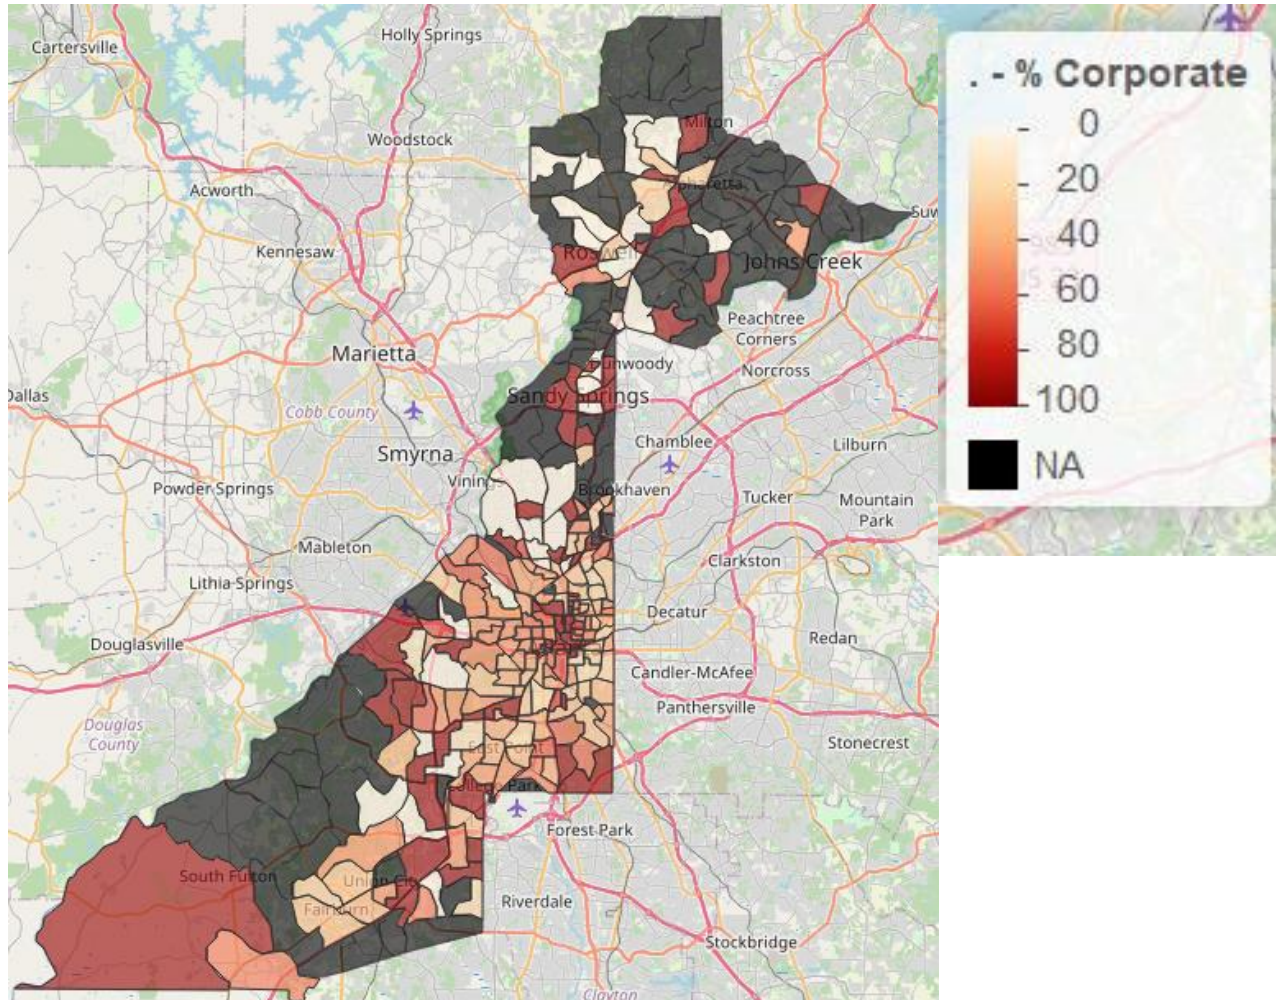 Holly Springs
Cartersville
Milton
Woodstock
Acworth
Alpharetta
Suw
Kennesaw
Roswell
Johns Creek
Peachtree
Corners
Marietta
Dunwoody
Norcross
Dallas
Sandy Springs
Cobb County
Chamblee
Lilburn
Smyrna
Vinings
Powder Springs
Brookhaven
Tucker
Mountain
Park
Mableton
Clarkston
Lithia Springs
Decatur
Redan
Douglasville
Candler-McAfee
Panthersville
Douglas
County
Stonecrest
East Point
College Park
Forest Park
South Fulton
Union City
Riverdale
Fairburn
Stockbridge
Clayton
. - % Corporate
0
20
40
60
80
100
NA